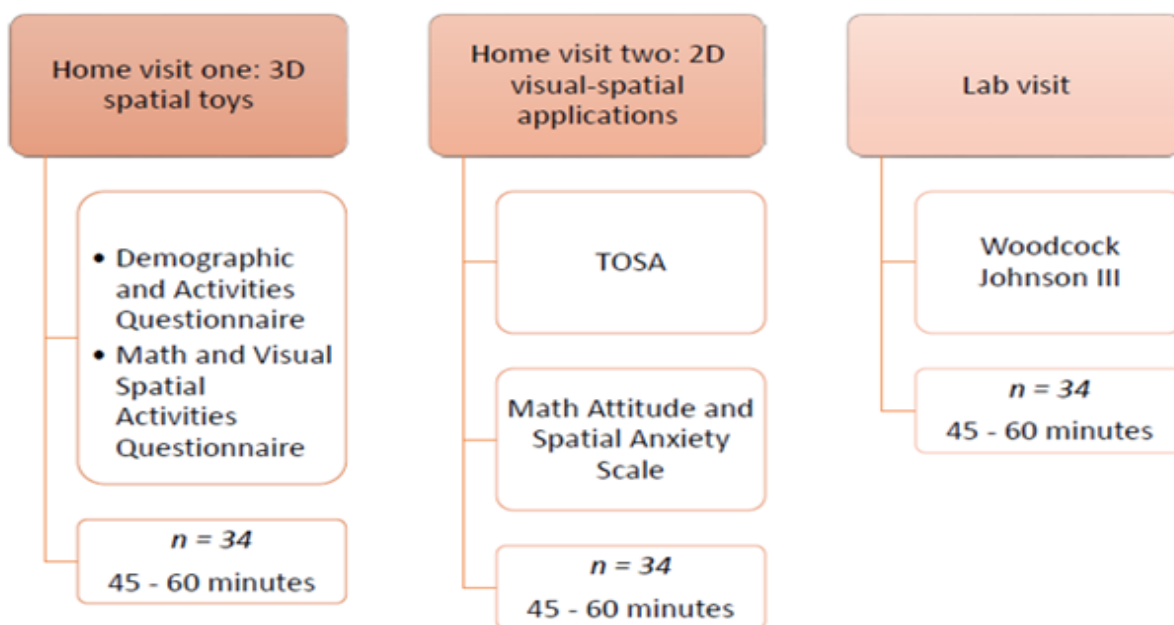 Home visit one: 3D
spatial toys
• Demographic
and Activities
Questionnaire
• Math and Visual
Spatial
Activities
Questionnaire
n = 34
45 - 60 minutes
Home visit two: 2D
visual-spatial
applications
TOSA
Math Attitude and
Spatial Anxiety
Scale
n = 34
45 - 60 minutes
Lab visit
Woodcock
Johnson III
n = 34
45 - 60 minutes